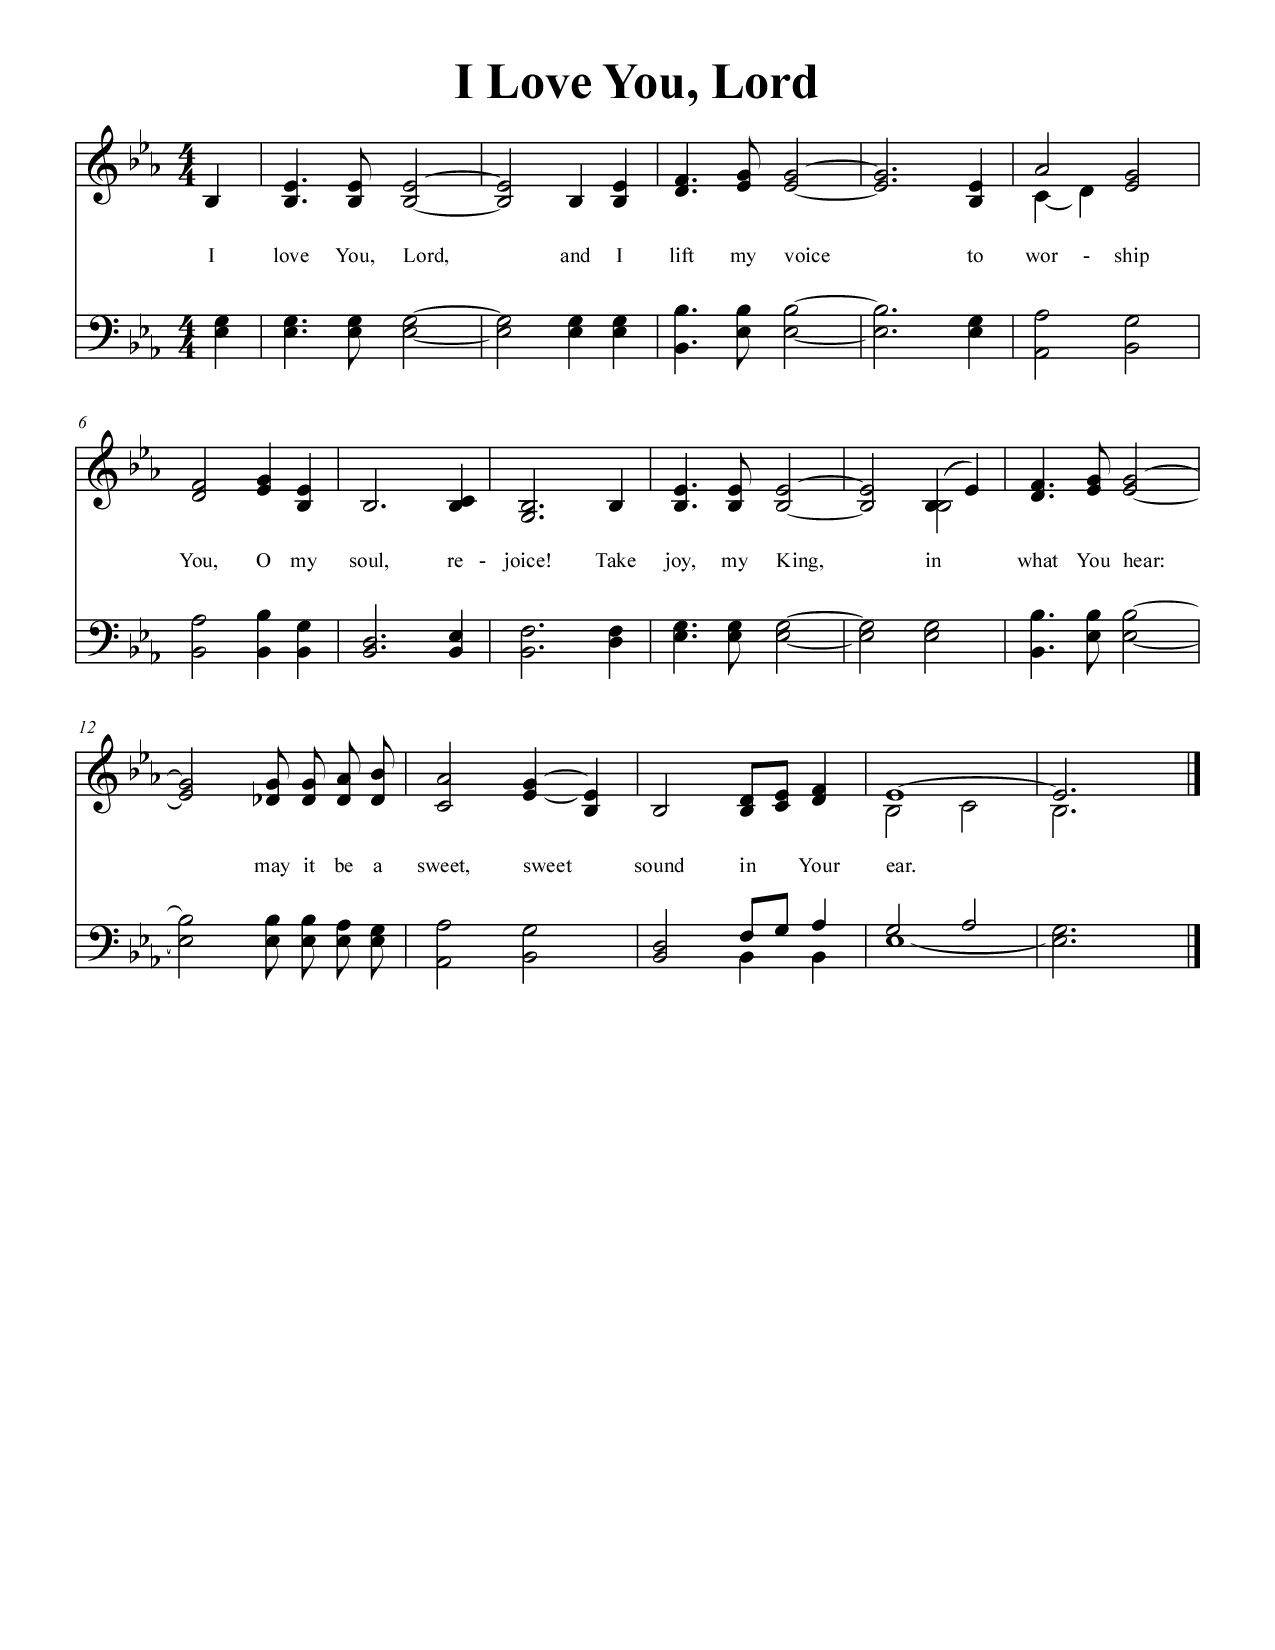 I Love You, Lord
4
4
I love You, Lord, and I lift my voice to wor - ship
4
4
6
You, O my soul, re - joice! Take joy, my King, in what You hear:
12
may it be a sweet, sweet sound in Your ear.